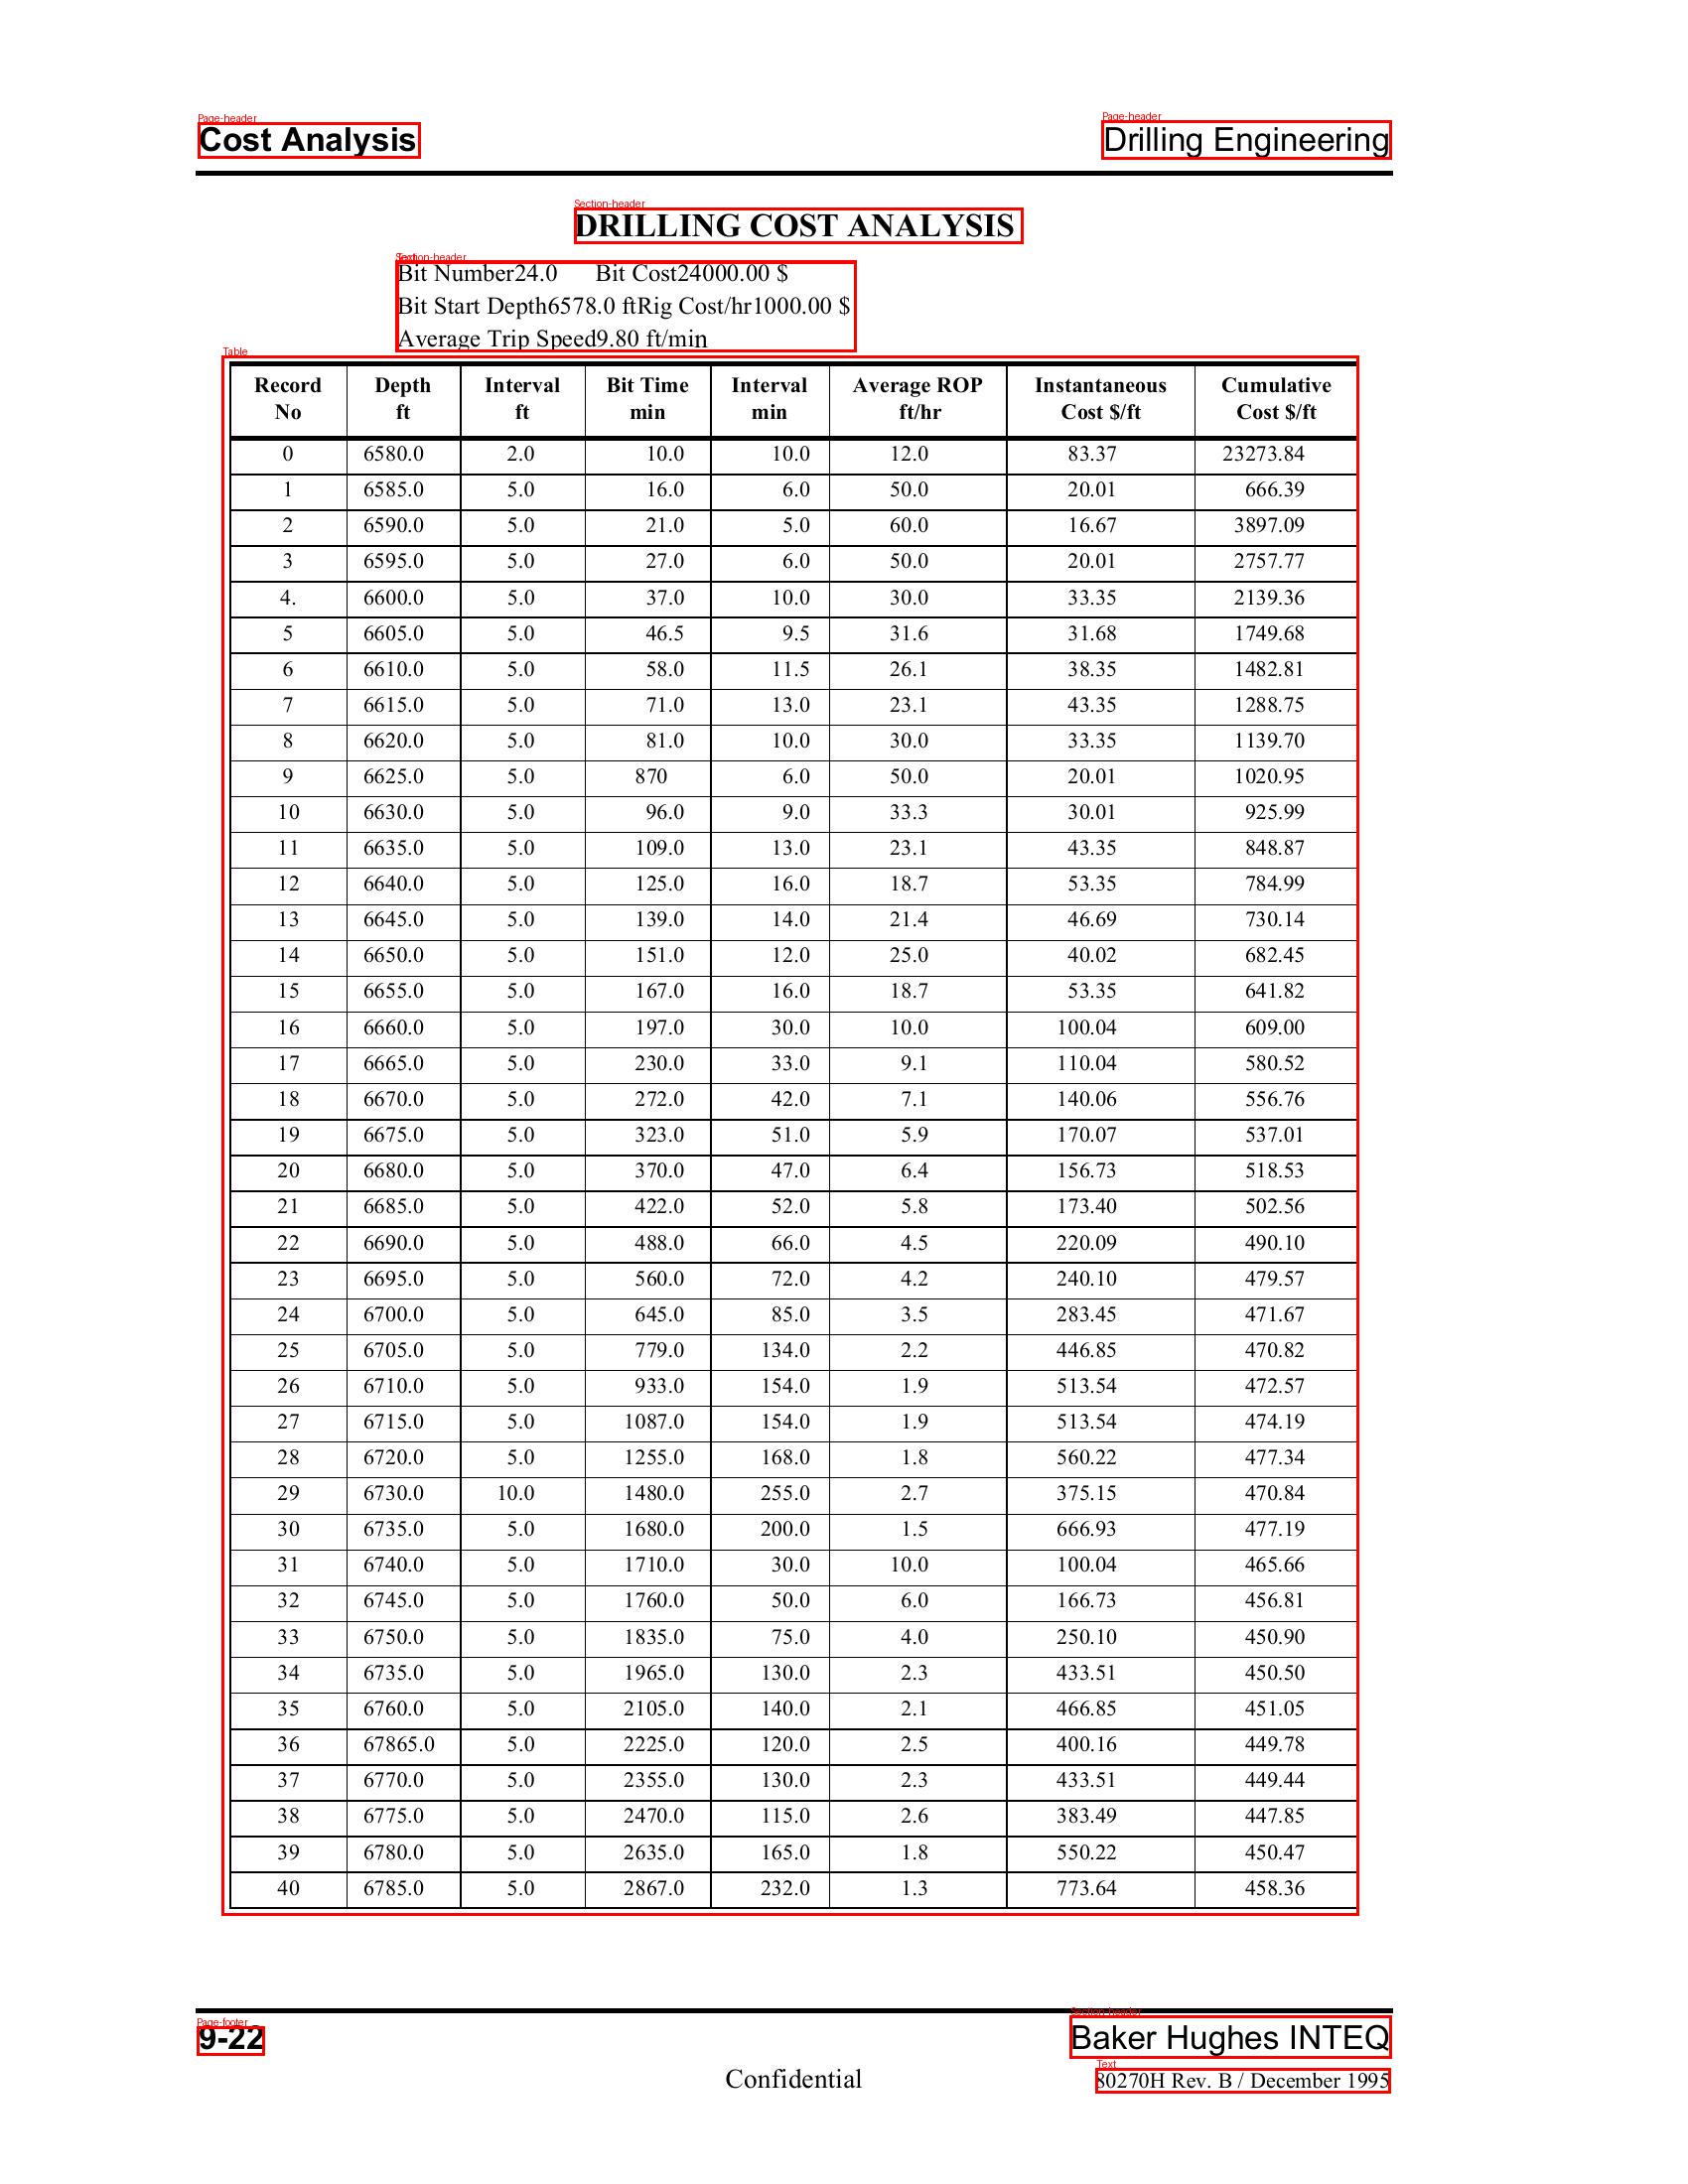 Page-header
Cost Analysis
Page-header
Drilling Engineering
Section-header
DRILLING COST ANALYSIS
Section-header
Bit Number24.0 Bit Cost24000.00 $
Bit Start Depth6578.0 ftRig Cost/hr1000.00 $
Average Trip Speed9.80 ft/min
Table
Record No Depth ft Interval ft Bit Time min Interval min Average ROP ft/hr Instantaneous Cost $/ft Cumulative Cost $/ft
0 6580.0 2.0 10.0 10.0 12.0 83.37 23273.84
1 6585.0 5.0 16.0 6.0 50.0 20.01 666.39
2 6590.0 5.0 21.0 5.0 60.0 16.67 3897.09
3 6595.0 5.0 27.0 6.0 50.0 20.01 2757.77
4. 6600.0 5.0 37.0 10.0 30.0 33.35 2139.36
5 6605.0 5.0 46.5 9.5 31.6 31.68 1749.68
6 6610.0 5.0 58.0 11.5 26.1 38.35 1482.81
7 6615.0 5.0 71.0 13.0 23.1 43.35 1288.75
8 6620.0 5.0 81.0 10.0 30.0 33.35 1139.70
9 6625.0 5.0 870 6.0 50.0 20.01 1020.95
10 6630.0 5.0 96.0 9.0 33.3 30.01 925.99
11 6635.0 5.0 109.0 13.0 23.1 43.35 848.87
12 6640.0 5.0 125.0 16.0 18.7 53.35 784.99
13 6645.0 5.0 139.0 14.0 21.4 46.69 730.14
14 6650.0 5.0 151.0 12.0 25.0 40.02 682.45
15 6655.0 5.0 167.0 16.0 18.7 53.35 641.82
16 6660.0 5.0 197.0 30.0 10.0 100.04 609.00
17 6665.0 5.0 230.0 33.0 9.1 110.04 580.52
18 6670.0 5.0 272.0 42.0 7.1 140.06 556.76
19 6675.0 5.0 323.0 51.0 5.9 170.07 537.01
20 6680.0 5.0 370.0 47.0 6.4 156.73 518.53
21 6685.0 5.0 422.0 52.0 5.8 173.40 502.56
22 6690.0 5.0 488.0 66.0 4.5 220.09 490.10
23 6695.0 5.0 560.0 72.0 4.2 240.10 479.57
24 6700.0 5.0 645.0 85.0 3.5 283.45 471.67
25 6705.0 5.0 779.0 134.0 2.2 446.85 470.82
26 6710.0 5.0 933.0 154.0 1.9 513.54 472.57
27 6715.0 5.0 1087.0 154.0 1.9 513.54 474.19
28 6720.0 5.0 1255.0 168.0 1.8 560.22 477.34
29 6730.0 10.0 1480.0 255.0 2.7 375.15 470.84
30 6735.0 5.0 1680.0 200.0 1.5 666.93 477.19
31 6740.0 5.0 1710.0 30.0 10.0 100.04 465.66
32 6745.0 5.0 1760.0 50.0 6.0 166.73 456.81
33 6750.0 5.0 1835.0 75.0 4.0 250.10 450.90
34 6735.0 5.0 1965.0 130.0 2.3 433.51 450.50
35 6760.0 5.0 2105.0 140.0 2.1 466.85 451.05
36 67865.0 5.0 2225.0 120.0 2.5 400.16 449.78
37 6770.0 5.0 2355.0 130.0 2.3 433.51 449.44
38 6775.0 5.0 2470.0 115.0 2.6 383.49 447.85
39 6780.0 5.0 2635.0 165.0 1.8 550.22 450.47
40 6785.0 5.0 2867.0 232.0 1.3 773.64 458.36
Page-footer
9-22
Section-header
Baker Hughes INTEQ
Confidential
Text
80270H Rev. B / December 1995